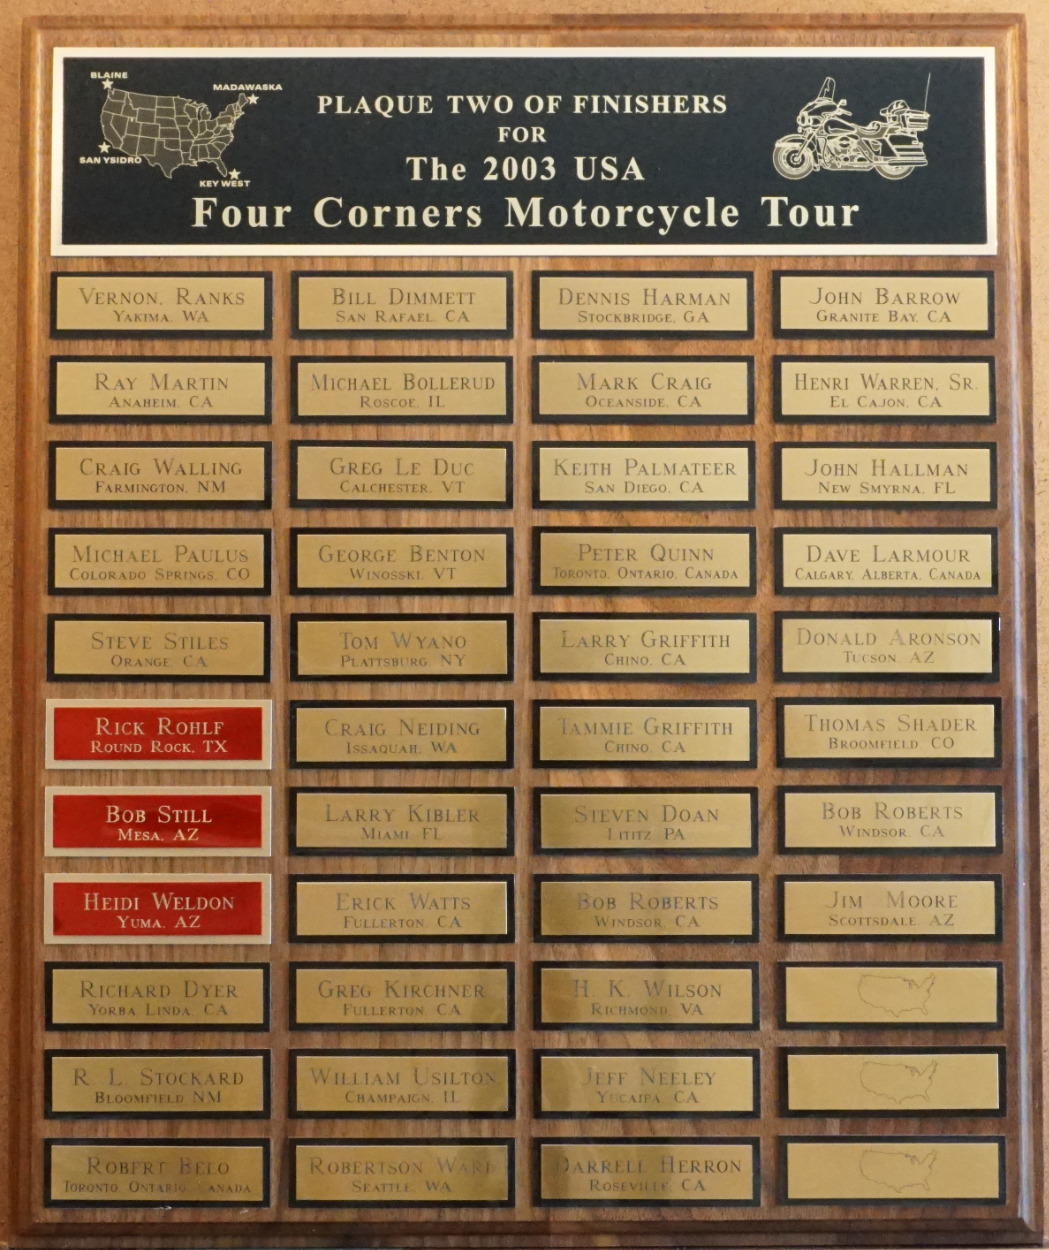 BLAINE
MADAWASKA
SAN YSIDRO
KEY WEST
PLAQUE TWO OF FINISHERS
FOR
The 2003 USA
Four Corners Motorcycle Tour
VERNON, RANKS
YAKIMA, WA
BILL DIMMETT
SAN RAFAEL, CA
DENNIS HARMAN
STOCKBRIDGE, GA
JOHN BARROW
GRANITE BAY, CA
RAY MARTIN
ANAHEIM, CA
MICHAEL BOLLERUD
ROSCOE, IL
MARK CRAIG
OCEANSIDE, CA
HENRI WARREN, SR.
EL CAJON, CA
CRAIG WALLING
FARMINGTON, NM
GREG LE DUC
CALCHESTER, VT
KEITH PALMATEER
SAN DIEGO, CA
JOHN HALLMAN
NEW SMYRNA, FL
MICHAEL PAULUS
COLORADO SPRINGS, CO
GEORGE BENTON
WINOSSKI, VT
PETER QUINN
TORONTO, ONTARIO, CANADA
DAVE LARMOUR
CALGARY, ALBERTA, CANADA
STEVE STILES
ORANGE, CA
TOM WYANO
PLATTSBURG, NY
LARRY GRIFFITH
CHINO, CA
DONALD ARONSON
TUCSON, AZ
RICK ROHLF
ROUND ROCK, TX
CRAIG NEIDING
ISSAQUAH, WA
TAMMIE GRIFFITH
CHINO, CA
THOMAS SHADER
BROOMFIELD, CO
BOB STILL
MESA, AZ
LARRY KIBLER
MIAMI, FL
STEVEN DOAN
LITITZ, PA
BOB ROBERTS
WINDSOR, CA
HEIDI WELDON
YUMA, AZ
ERICK WATTS
FULLERTON, CA
BOB ROBERTS
WINDSOR, CA
JIM MOORE
SCOTTSDALE, AZ
RICHARD DYER
YORBA LINDA, CA
GREG KIRCHNER
FULLERTON, CA
H. K. WILSON
RICHMOND, VA
R. L. STOCKARD
BLOOMFIELD, NM
WILLIAM USILTON
CHAMPAIGN, IL
JEFF NEELEY
YUCAIPA, CA
ROBERT BELO
TORONTO, ONTARIO, CANADA
ROBERTSON WARE
SEATTLE, WA
DARRELL HERRON
ROSEVILLE, CA